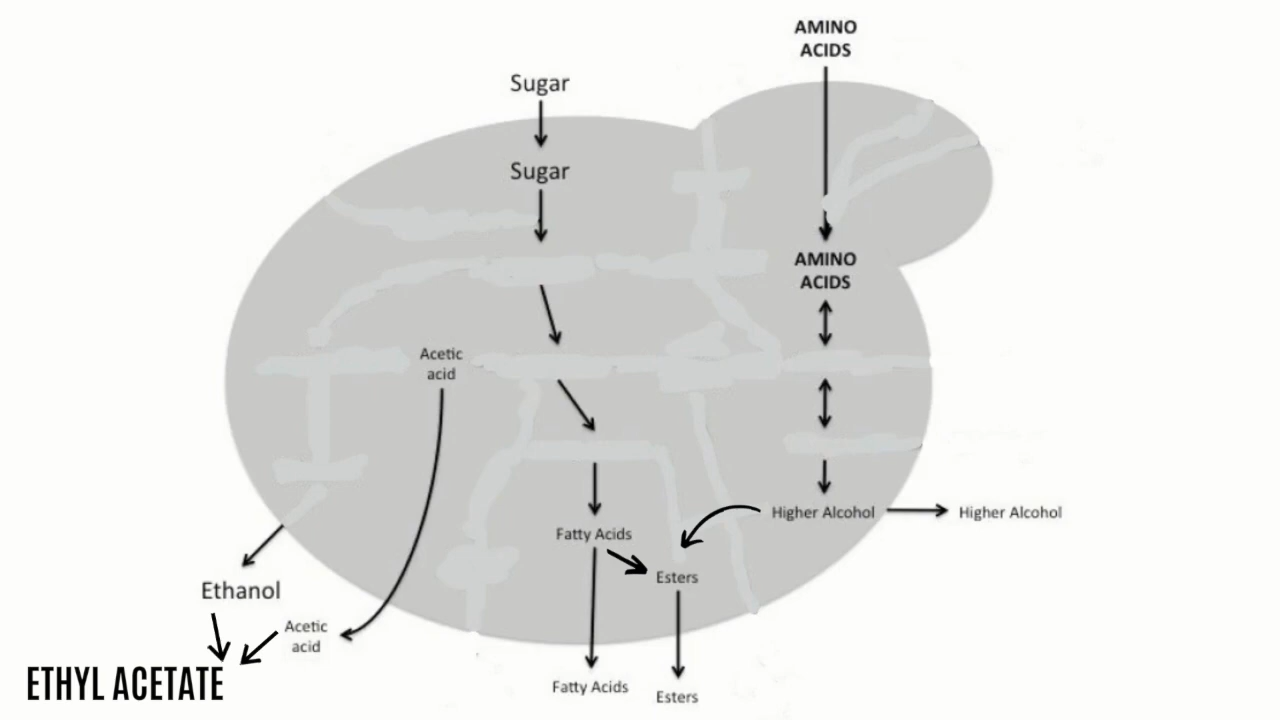 AMINO
ACIDS
Sugar
Sugar
AMINO
ACIDS
Acetic
acid
Higher Alcohol
Higher Alcohol
Fatty Acids
Esters
Ethanol
Acetic
acid
ETHYL ACETATE
Fatty Acids
Esters